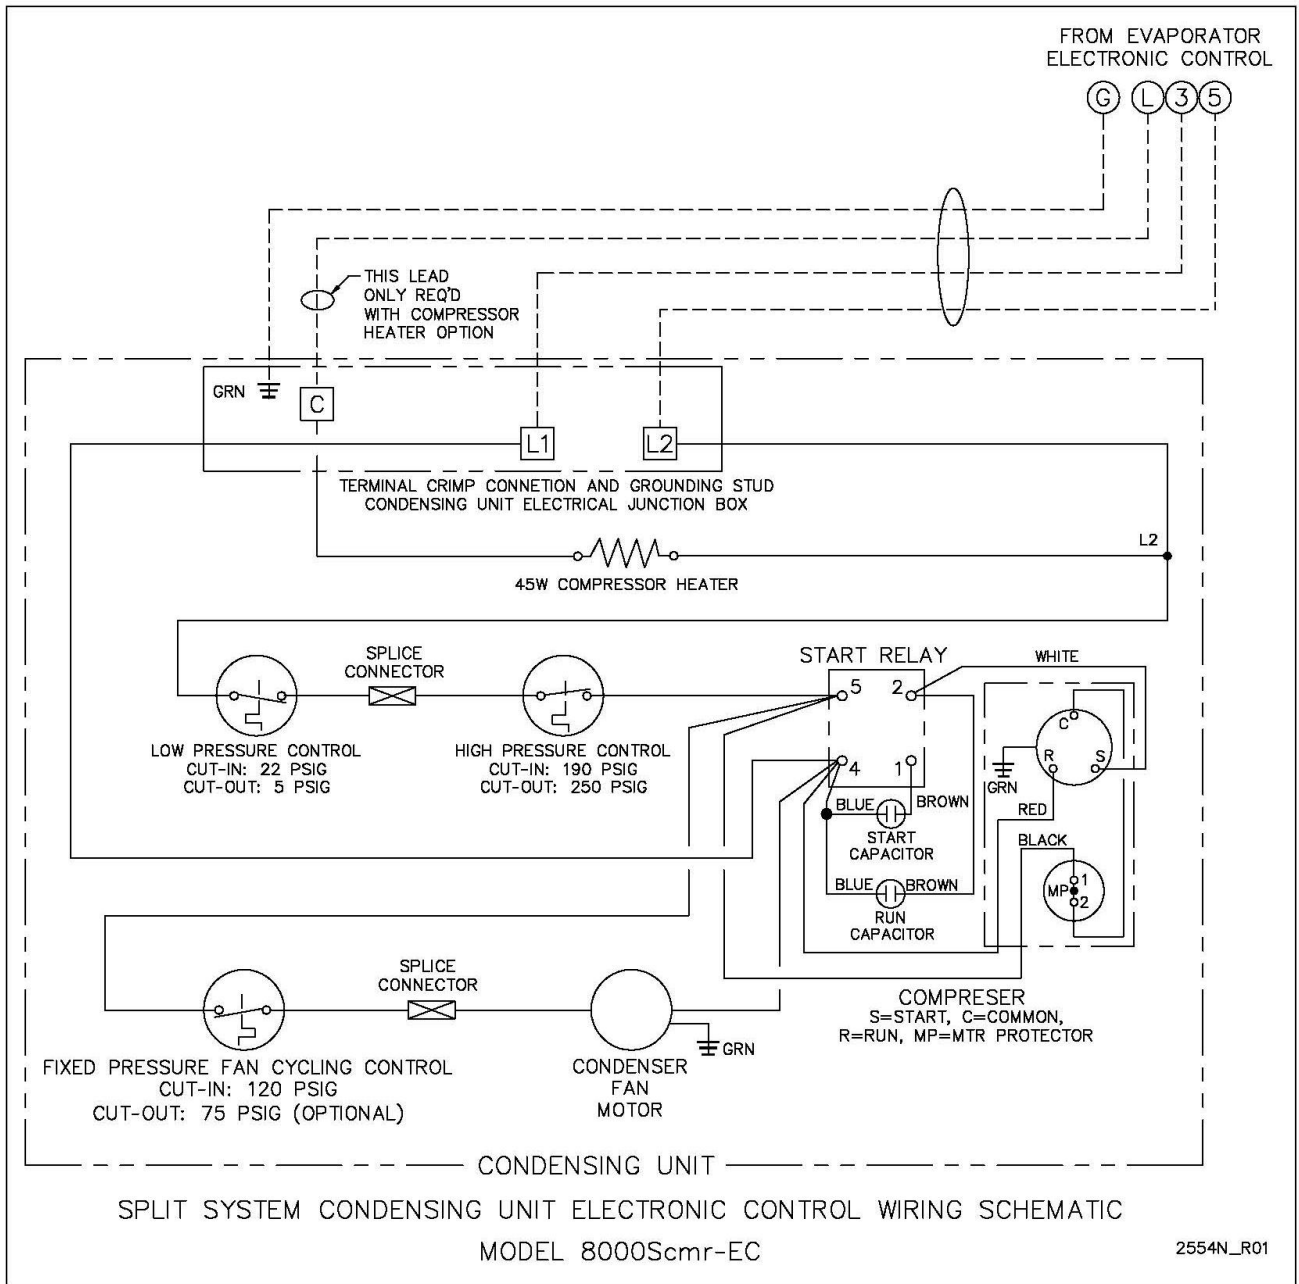 FROM EVAPORATOR
ELECTRONIC CONTROL
G L 3 5
THIS LEAD
ONLY REQ'D
WITH COMPRESSOR
HEATER OPTION
GRN
C
L1
L2
TERMINAL CRIMP CONNETION AND GROUNDING STUD
CONDENSING UNIT ELECTRICAL JUNCTION BOX
L2
45W COMPRESSOR HEATER
SPLICE
CONNECTOR
LOW PRESSURE CONTROL
CUT-IN: 22 PSIG
CUT-OUT: 5 PSIG
HIGH PRESSURE CONTROL
CUT-IN: 190 PSIG
CUT-OUT: 250 PSIG
START RELAY
5 2
4 1
WHITE
C
R S
GRN
RED
BLACK
BLUE BROWN
START
CAPACITOR
BLUE BROWN
RUN
CAPACITOR
1
MP
2
COMPRESER
S=START, C=COMMON,
R=RUN, MP=MTR PROTECTOR
SPLICE
CONNECTOR
FIXED PRESSURE FAN CYCLING CONTROL
CUT-IN: 120 PSIG
CUT-OUT: 75 PSIG (OPTIONAL)
GRN
CONDENSER
FAN
MOTOR
CONDENSING UNIT
SPLIT SYSTEM CONDENSING UNIT ELECTRONIC CONTROL WIRING SCHEMATIC
MODEL 8000Scmr-EC
2554N_R01